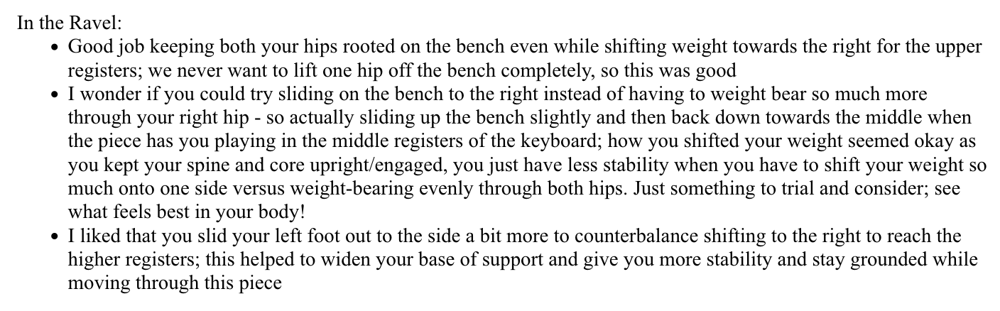 In the Ravel:
• Good job keeping both your hips rooted on the bench even while shifting weight towards the right for the upper
registers; we never want to lift one hip off the bench completely, so this was good
• I wonder if you could try sliding on the bench to the right instead of having to weight bear so much more
through your right hip - so actually sliding up the bench slightly and then back down towards the middle when
the piece has you playing in the middle registers of the keyboard; how you shifted your weight seemed okay as
you kept your spine and core upright/engaged, you just have less stability when you have to shift your weight so
much onto one side versus weight-bearing evenly through both hips. Just something to trial and consider; see
what feels best in your body!
• I liked that you slid your left foot out to the side a bit more to counterbalance shifting to the right to reach the
higher registers; this helped to widen your base of support and give you more stability and stay grounded while
moving through this piece